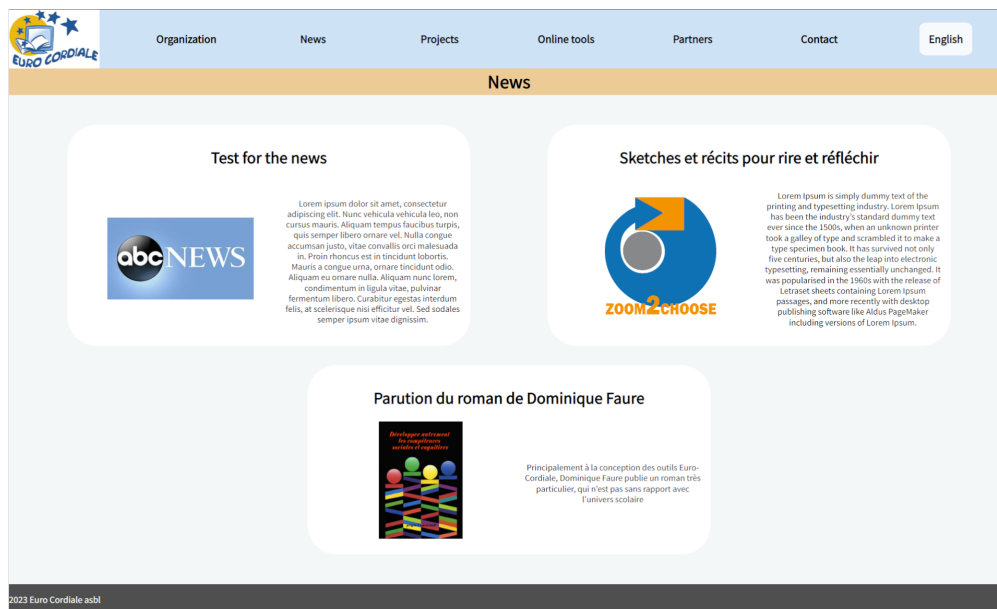 EURO CORDIALE
Organization
News
Projects
Online tools
Partners
Contact
English
News
Test for the news
abc NEWS
Lorem ipsum dolor sit amet, consectetur
adipiscing elit. Nunc vehicula vehicula leo, non
cursus mauris. Aliquam tempus faucibus turpis,
quis semper libero ornare vel. Nulla congue
accumsan justo, vitae convallis orci malesuada
in. Proin rhoncus est in tincidunt lobortis.
Mauris a congue urna, ornare tincidunt odio.
Aliquam eu ornare nulla. Aliquam nunc lorem,
condimentum in ligula vitae, pulvinar
fermentum libero. Curabitur egestas interdum
felis, at scelerisque nisi efficitur vel. Sed sodales
semper ipsum vitae dignissim.
Sketches et récits pour rire et réfléchir
ZOOM2CHOOSE
Lorem Ipsum is simply dummy text of the
printing and typesetting industry. Lorem Ipsum
has been the industry's standard dummy text
ever since the 1500s, when an unknown printer
took a galley of type and scrambled it to make a
type specimen book. It has survived not only
five centuries, but also the leap into electronic
typesetting, remaining essentially unchanged. It
was popularised in the 1960s with the release of
Letraset sheets containing Lorem Ipsum
passages, and more recently with desktop
publishing software like Aldus PageMaker
including versions of Lorem Ipsum.
Parution du roman de Dominique Faure
Développer autrement
les compétences
sociales et cognitives
Principalement à la conception des outils Euro-
Cordiale, Dominique Faure publie un roman très
particulier, qui n'est pas sans rapport avec
l'univers scolaire
2023 Euro Cordiale asbl